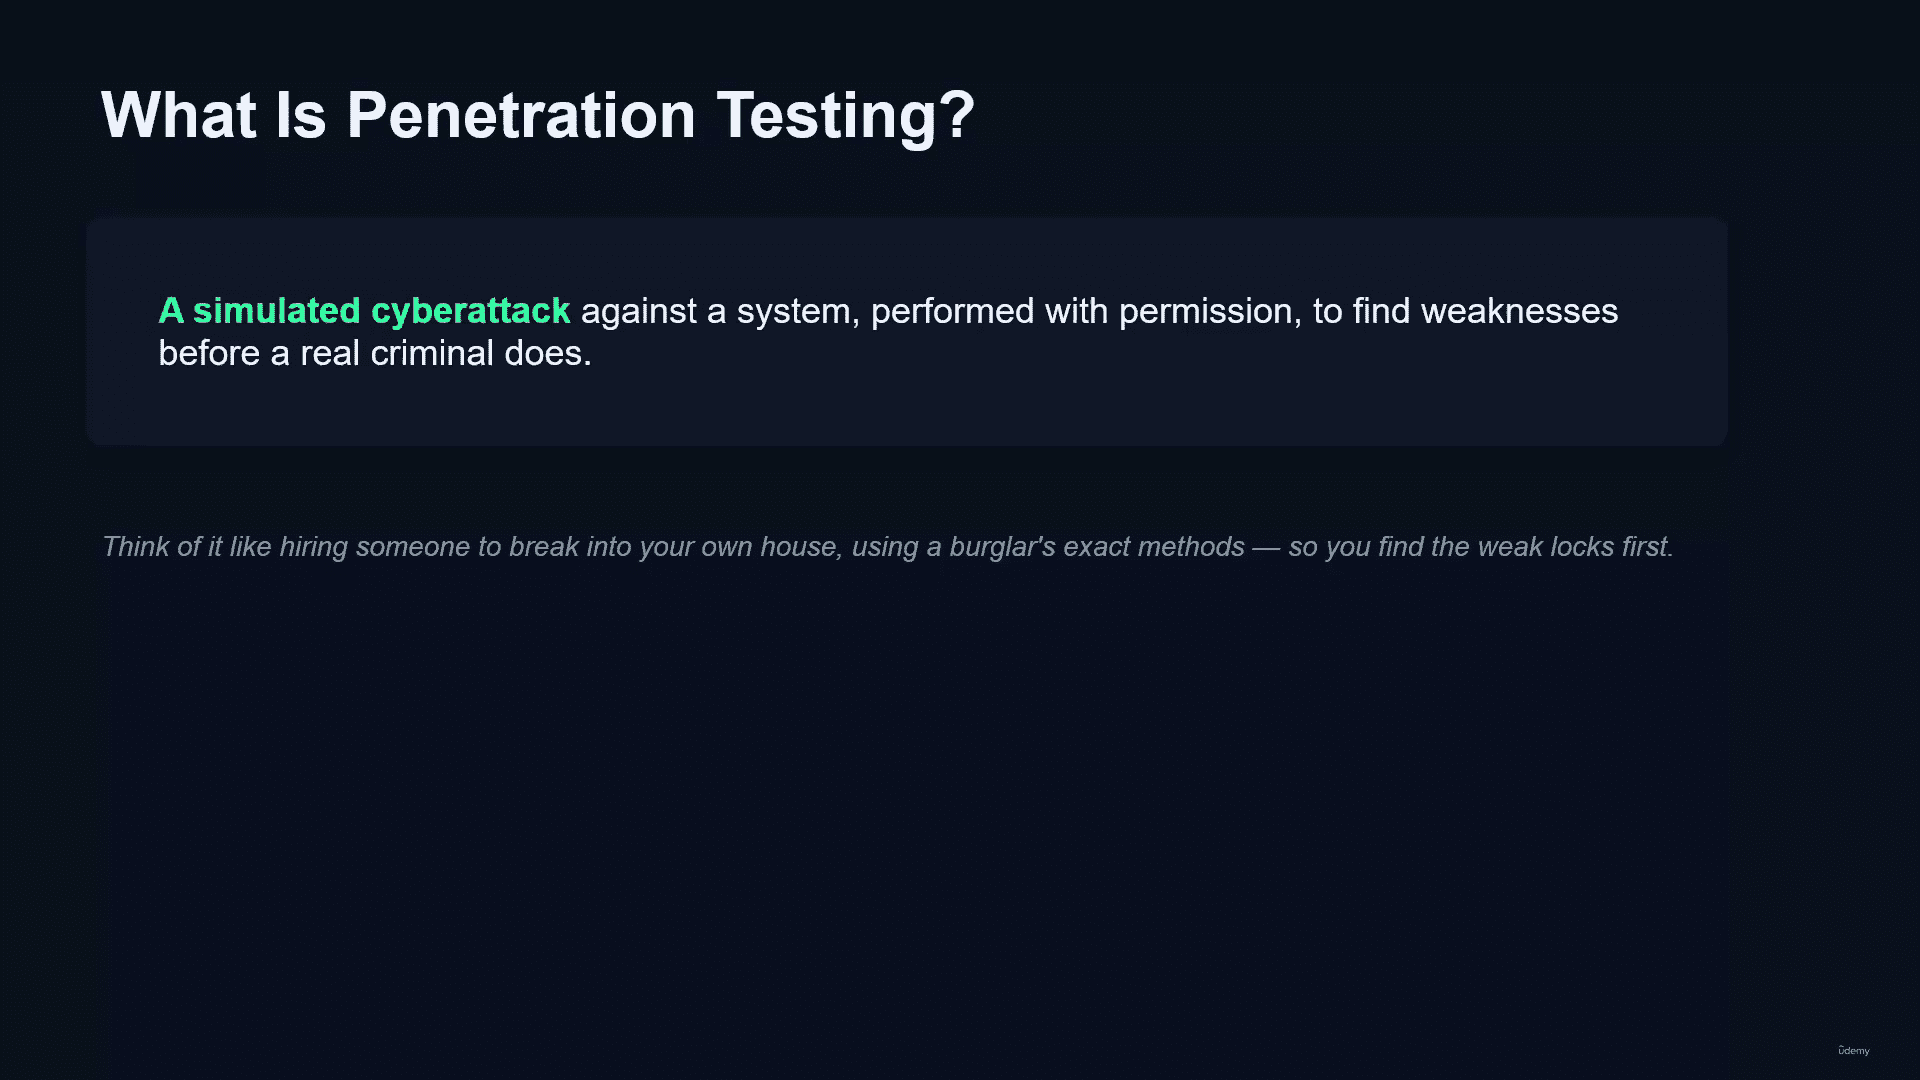 What Is Penetration Testing?
A simulated cyberattack against a system, performed with permission, to find weaknesses
before a real criminal does.
Think of it like hiring someone to break into your own house, using a burglar's exact methods — so you find the weak locks first.
ûdemy